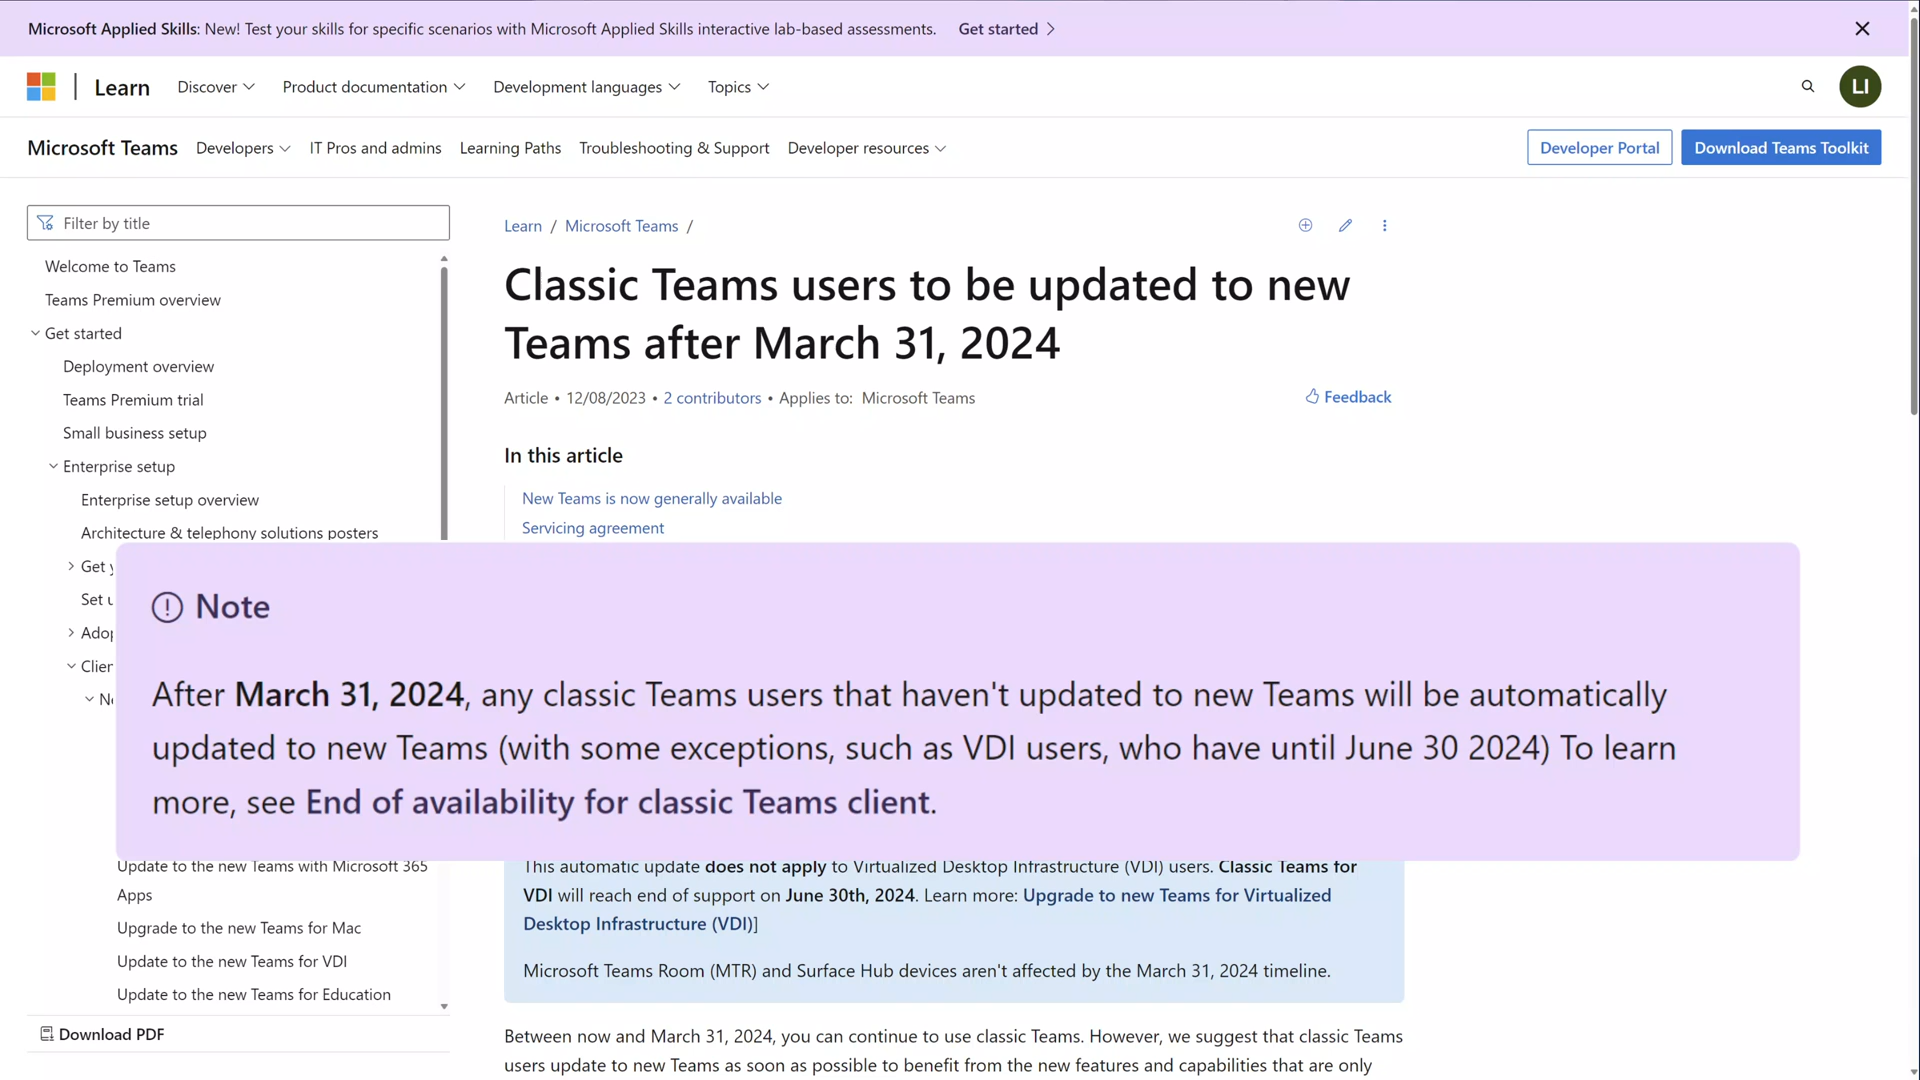 Microsoft Applied Skills: New! Test your skills for specific scenarios with Microsoft Applied Skills interactive lab-based assessments. Get started
Learn Discover Product documentation Development languages Topics LI
Microsoft Teams Developers IT Pros and admins Learning Paths Troubleshooting & Support Developer resources Developer Portal Download Teams Toolkit
Filter by title
Welcome to Teams
Teams Premium overview
Get started
Deployment overview
Teams Premium trial
Small business setup
Enterprise setup
Enterprise setup overview
Architecture & telephony solutions posters
Get
Set
Update to the new Teams with Microsoft 365
Apps
Upgrade to the new Teams for Mac
Update to the new Teams for VDI
Update to the new Teams for Education
Download PDF
Learn / Microsoft Teams /
Classic Teams users to be updated to new
Teams after March 31, 2024
Article • 12/08/2023 • 2 contributors • Applies to: Microsoft Teams
Feedback
In this article
New Teams is now generally available
Servicing agreement
Note
After March 31, 2024, any classic Teams users that haven't updated to new Teams will be automatically
updated to new Teams (with some exceptions, such as VDI users, who have until June 30 2024) To learn
more, see End of availability for classic Teams client.
This automatic update does not apply to Virtualized Desktop Infrastructure (VDI) users. Classic Teams for
VDI will reach end of support on June 30th, 2024. Learn more: Upgrade to new Teams for Virtualized
Desktop Infrastructure (VDI)]
Microsoft Teams Room (MTR) and Surface Hub devices aren't affected by the March 31, 2024 timeline.
Between now and March 31, 2024, you can continue to use classic Teams. However, we suggest that classic Teams
users update to new Teams as soon as possible to benefit from the new features and capabilities that are only